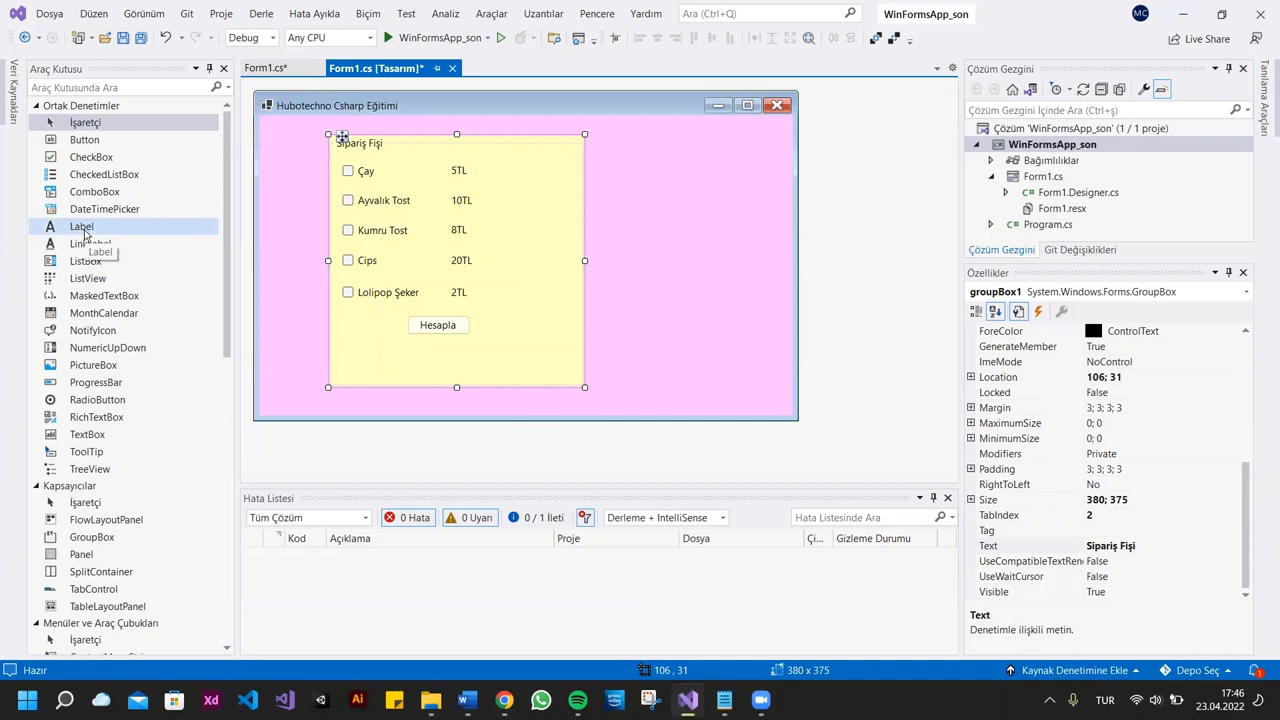 Dosya Düzen Görünüm Git Proje Derle Hata Ayıkla Biçim Test Analiz Araçlar Uzantılar Pencere Yardım Ara (Ctrl+Q) WinFormsApp_son MC
Debug Any CPU WinFormsApp_son Live Share
Veri Kaynakları
Araç Kutusu
Araç Kutusunda Ara
Ortak Denetimler
İşaretçi
Button
CheckBox
CheckedListBox
ComboBox
DateTimePicker
Label
Label
ListBox
ListView
MaskedTextBox
MonthCalendar
NotifyIcon
NumericUpDown
PictureBox
ProgressBar
RadioButton
RichTextBox
TextBox
ToolTip
TreeView
Kapsayıcılar
İşaretçi
FlowLayoutPanel
GroupBox
Panel
SplitContainer
TabControl
TableLayoutPanel
Menüler ve Araç Çubukları
İşaretçi
Form1.cs* Form1.cs [Tasarım]*
Hubotechno Csharp Eğitimi
Sipariş Fişi
Çay 5TL
Ayvalık Tost 10TL
Kumru Tost 8TL
Cips 20TL
Lolipop Şeker 2TL
Hesapla
Hata Listesi
Tüm Çözüm 0 Hata 0 Uyarı 0 / 1 İleti Derleme + IntelliSense Hata Listesinde Ara
Kod Açıklama Proje Dosya Çi... Gizleme Durumu
Çözüm Gezgini
Çözüm Gezgini İçinde Ara (Ctrl+ş)
Çözüm 'WinFormsApp_son' (1 / 1 proje)
WinFormsApp_son
Bağımlılıklar
Form1.cs
Form1.Designer.cs
Form1.resx
Program.cs
Çözüm Gezgini Git Değişiklikleri
Özellikler
groupBox1 System.Windows.Forms.GroupBox
ForeColor ControlText
GenerateMember True
ImeMode NoControl
Location 106; 31
Locked False
Margin 3; 3; 3; 3
MaximumSize 0; 0
MinimumSize 0; 0
Modifiers Private
Padding 3; 3; 3; 3
RightToLeft No
Size 380; 375
TabIndex 2
Tag
Text Sipariş Fişi
UseCompatibleTextRen False
UseWaitCursor False
Visible True
Text
Denetimle ilişkili metin.
Tanılama Araçları
Hazır 106 , 31 380 x 375 Kaynak Denetimine Ekle Depo Seç 1
Xd Ai TUR 17:46
23.04.2022